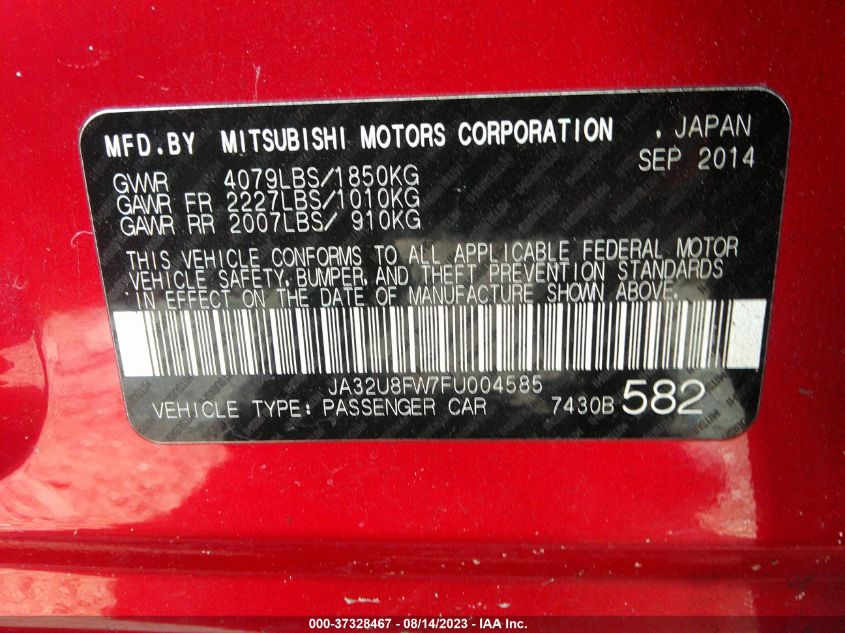 MFD.BY MITSUBISHI MOTORS CORPORATION . JAPAN
SEP 2014
GVWR 4079LBS/1850KG
GAWR FR 2227LBS/1010KG
GAWR RR 2007LBS/ 910KG
THIS VEHICLE CONFORMS TO ALL APPLICABLE FEDERAL MOTOR
VEHICLE SAFETY,BUMPER,AND THEFT PREVENTION STANDARDS
IN EFFECT ON THE DATE OF MANUFACTURE SHOWN ABOVE.
JA32U8FW7FU004585
VEHICLE TYPE: PASSENGER CAR 7430B 582
000-37328467 - 08/14/2023 - IAA Inc.